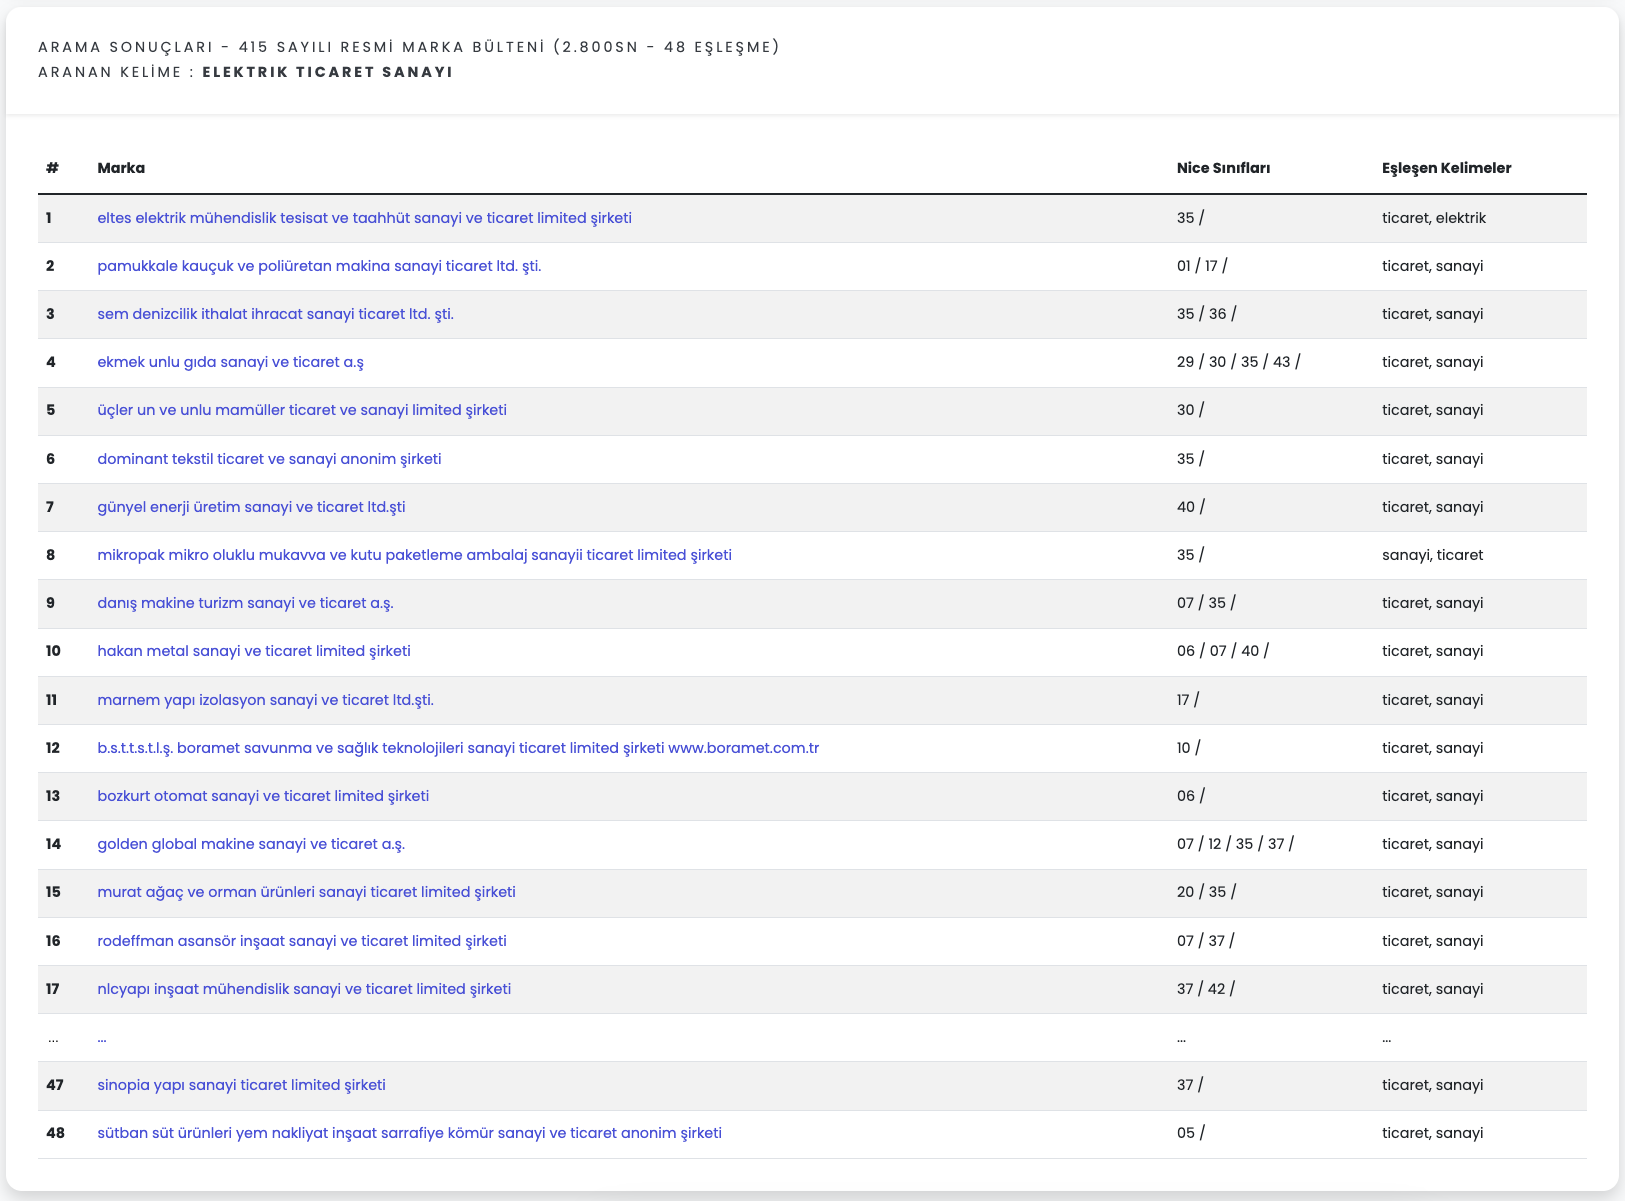 ARAMA SONUÇLARI - 415 SAYILI RESMİ MARKA BÜLTENİ (2.800SN - 48 EŞLEŞME)
ARANAN KELİME : ELEKTRIK TICARET SANAYI
# Marka Nice Sınıfları Eşleşen Kelimeler
1 eltes elektrik mühendislik tesisat ve taahhüt sanayi ve ticaret limited şirketi 35 / ticaret, elektrik
2 pamukkale kauçuk ve poliüretan makina sanayi ticaret ltd. şti. 01 / 17 / ticaret, sanayi
3 sem denizcilik ithalat ihracat sanayi ticaret ltd. şti. 35 / 36 / ticaret, sanayi
4 ekmek unlu gıda sanayi ve ticaret a.ş 29 / 30 / 35 / 43 / ticaret, sanayi
5 üçler un ve unlu mamüller ticaret ve sanayi limited şirketi 30 / ticaret, sanayi
6 dominant tekstil ticaret ve sanayi anonim şirketi 35 / ticaret, sanayi
7 günyel enerji üretim sanayi ve ticaret ltd.şti 40 / ticaret, sanayi
8 mikropak mikro oluklu mukavva ve kutu paketleme ambalaj sanayii ticaret limited şirketi 35 / sanayi, ticaret
9 danış makine turizm sanayi ve ticaret a.ş. 07 / 35 / ticaret, sanayi
10 hakan metal sanayi ve ticaret limited şirketi 06 / 07 / 40 / ticaret, sanayi
11 marnem yapı izolasyon sanayi ve ticaret ltd.şti. 17 / ticaret, sanayi
12 b.s.t.t.s.t.l.ş. boramet savunma ve sağlık teknolojileri sanayi ticaret limited şirketi www.boramet.com.tr 10 / ticaret, sanayi
13 bozkurt otomat sanayi ve ticaret limited şirketi 06 / ticaret, sanayi
14 golden global makine sanayi ve ticaret a.ş. 07 / 12 / 35 / 37 / ticaret, sanayi
15 murat ağaç ve orman ürünleri sanayi ticaret limited şirketi 20 / 35 / ticaret, sanayi
16 rodeffman asansör inşaat sanayi ve ticaret limited şirketi 07 / 37 / ticaret, sanayi
17 nlcyapı inşaat mühendislik sanayi ve ticaret limited şirketi 37 / 42 / ticaret, sanayi
... ... ... ...
47 sinopia yapı sanayi ticaret limited şirketi 37 / ticaret, sanayi
48 sütban süt ürünleri yem nakliyat inşaat sarrafiye kömür sanayi ve ticaret anonim şirketi 05 / ticaret, sanayi